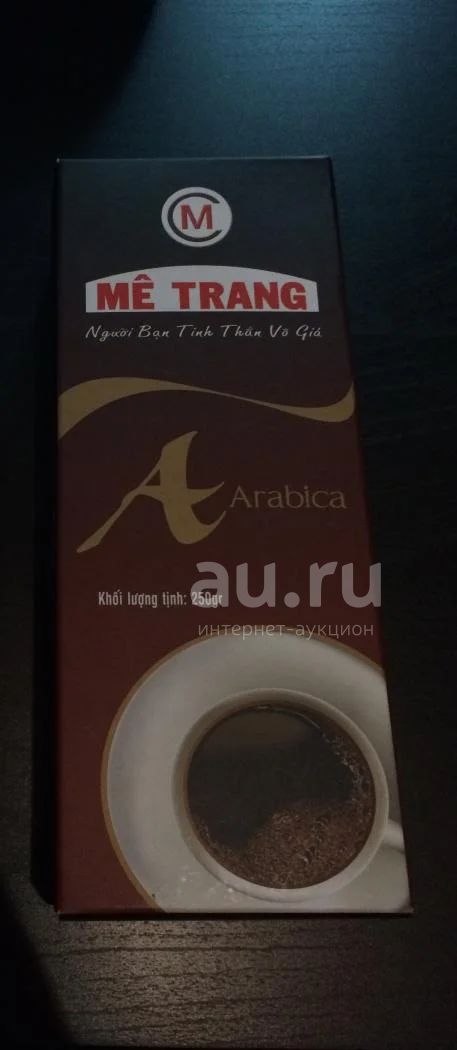 M
MÊ TRANG
Người Bạn Tinh Thần Vô Giá
A Arabica
Khối lượng tịnh: 250gr
au.ru
интернет-аукцион